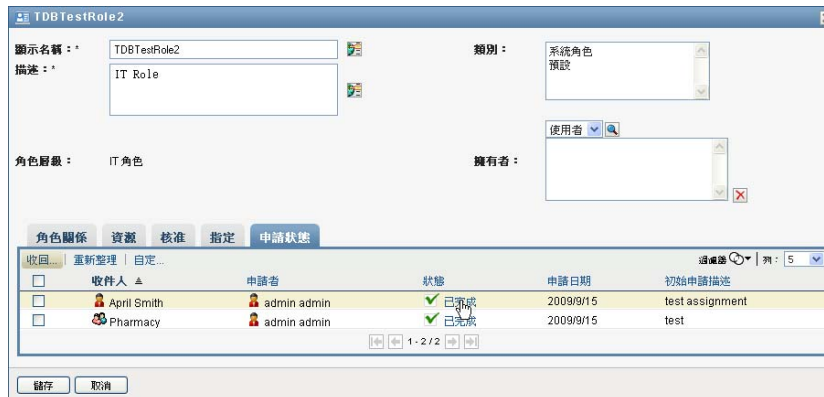 TDBTestRole2
顯示名稱：* TDBTestRole2 類別： 系統角色
預設
描述：* IT Role
使用者
角色層級： IT 角色 擁有者：
角色關係 資源 核准 指定 申請狀態
收回... 重新整理 | 自定... 過濾器 | 列： 5
收件人 申請者 狀態 申請日期 初始申請描述
April Smith admin admin 已完成 2009/9/15 test assignment
Pharmacy admin admin 已完成 2009/9/15 test
1 - 2 / 2
儲存 取消